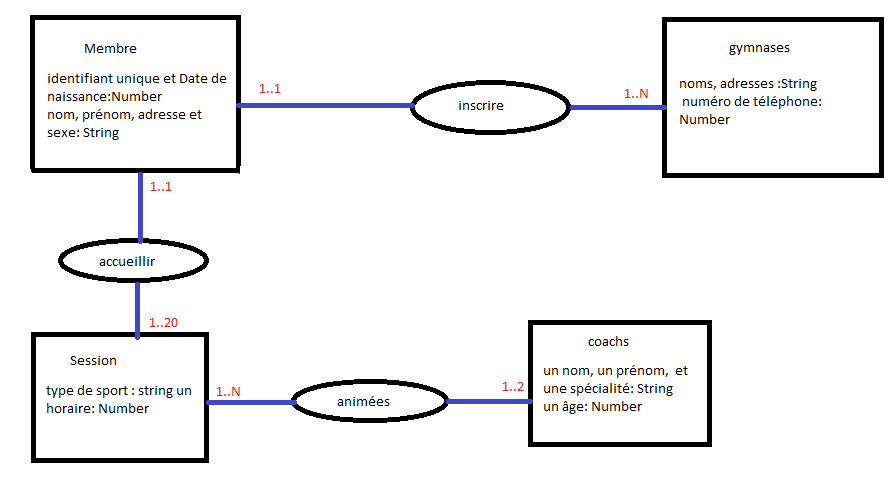 Membre
identifiant unique et Date de
naissance:Number
nom, prénom, adresse et
sexe: String
1..1
inscrire
1..N
gymnases
noms, adresses :String
numéro de téléphone:
Number
1..1
accueillir
1..20
Session
type de sport : string un
horaire: Number
1..N
animées
1..2
coachs
un nom, un prénom, et
une spécialité: String
un âge: Number